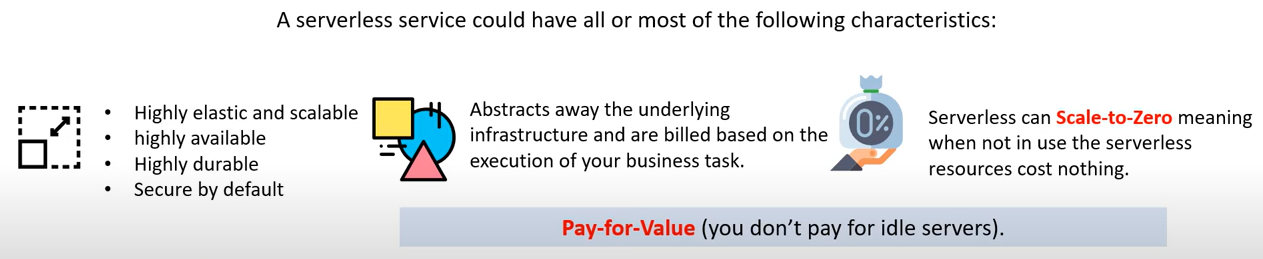 A serverless service could have all or most of the following characteristics:
• Highly elastic and scalable
• highly available
• Highly durable
• Secure by default
Abstracts away the underlying
infrastructure and are billed based on the
execution of your business task.
0%
Serverless can Scale-to-Zero meaning
when not in use the serverless
resources cost nothing.
Pay-for-Value (you don’t pay for idle servers).